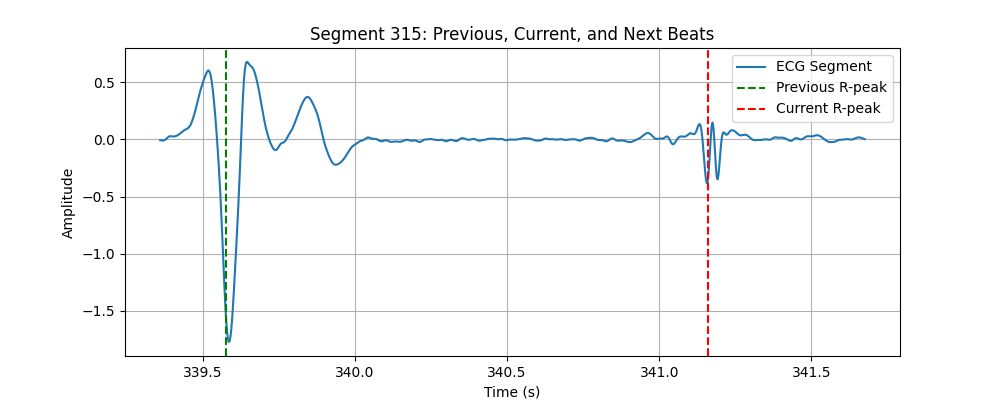 Segment 315: Previous, Current, and Next Beats
ECG Segment
Previous R-peak
Current R-peak
Amplitude
0.5
0.0
−0.5
−1.0
−1.5
339.5
340.0
340.5
341.0
341.5
Time (s)